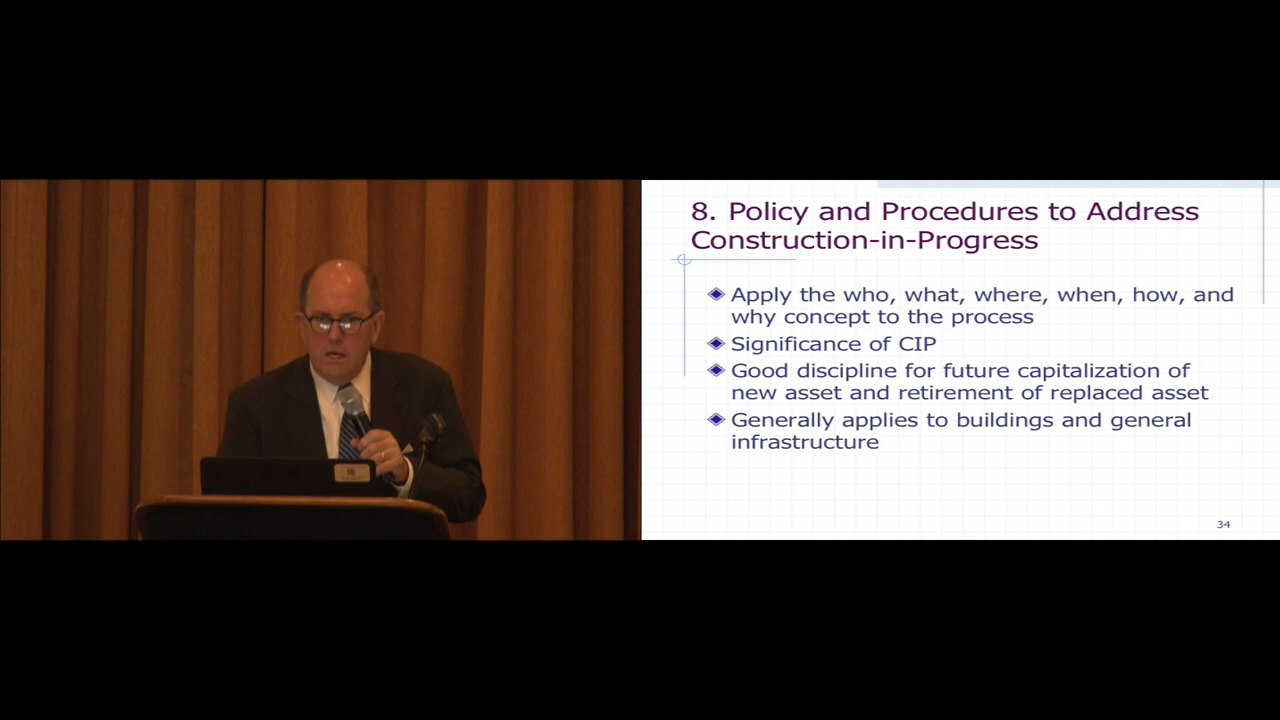 8. Policy and Procedures to Address
Construction-in-Progress
Apply the who, what, where, when, how, and
why concept to the process
Significance of CIP
Good discipline for future capitalization of
new asset and retirement of replaced asset
Generally applies to buildings and general
infrastructure
34